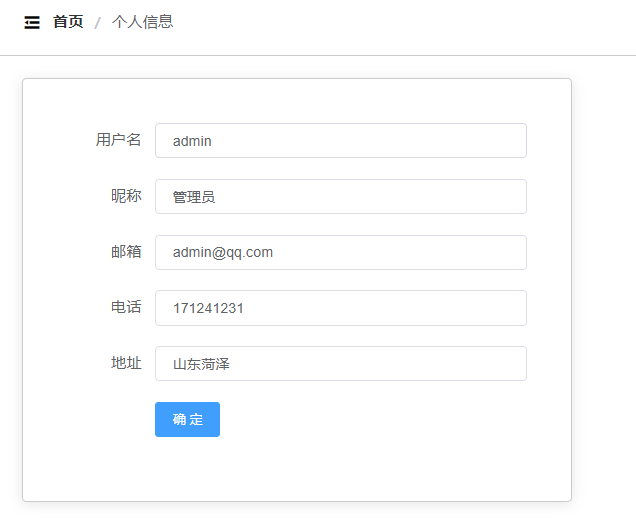 首页 / 个人信息
用户名 admin
昵称 管理员
邮箱 admin@qq.com
电话 171241231
地址 山东菏泽
确 定